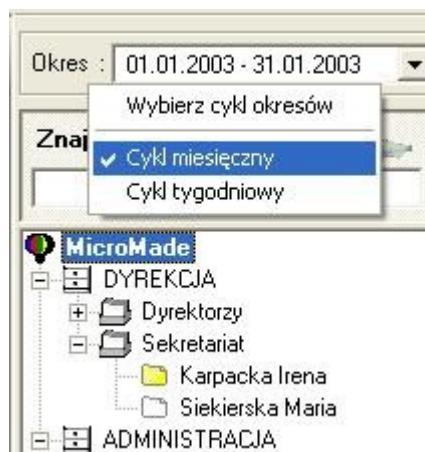 Okres : 01.01.2003 - 31.01.2003
Wybierz cykl okresów
Znaj
Cykl miesięczny
Cykl tygodniowy
MicroMade
DYREKCJA
Dyrektorzy
Sekretariat
Karpacka Irena
Siekierska Maria
ADMINISTRACJA